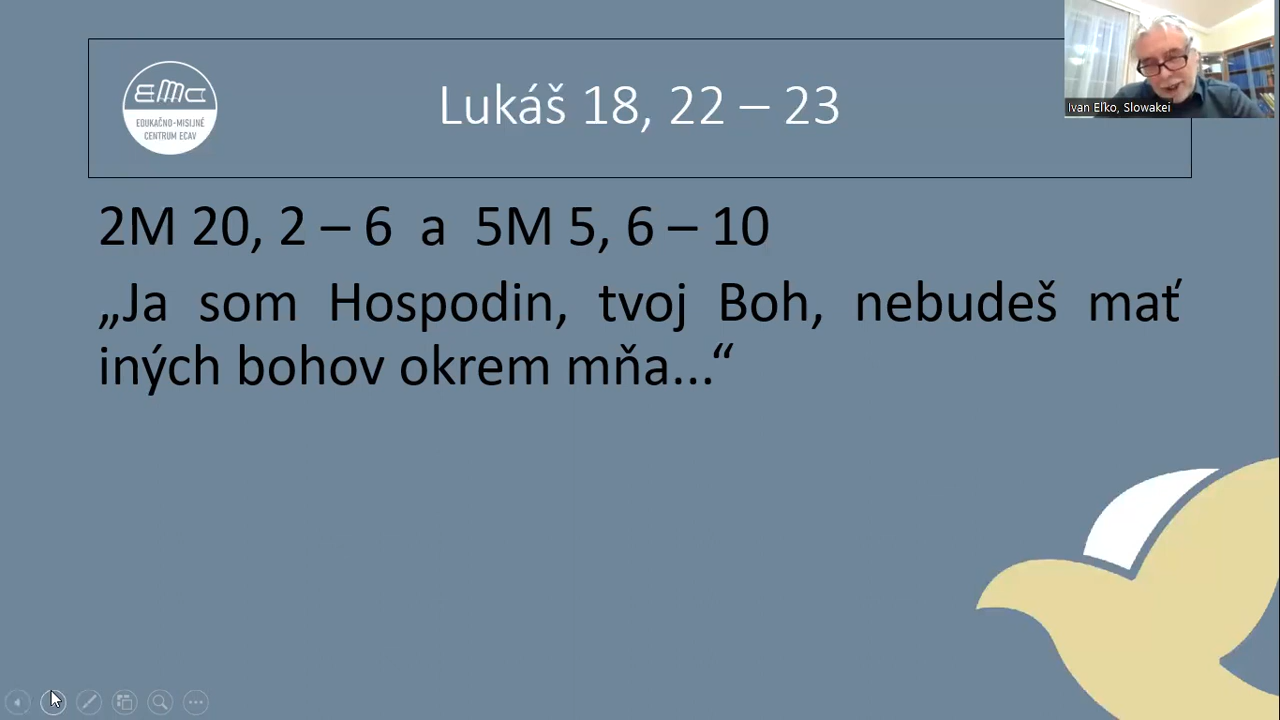 EMC
EDUKAČNO-MISIJNÉ
CENTRUM ECAV
Lukáš 18, 22 – 23
Ivan Eľko, Slowakei
2M 20, 2 – 6 a 5M 5, 6 – 10
„Ja som Hospodin, tvoj Boh, nebudeš mať
iných bohov okrem mňa...“